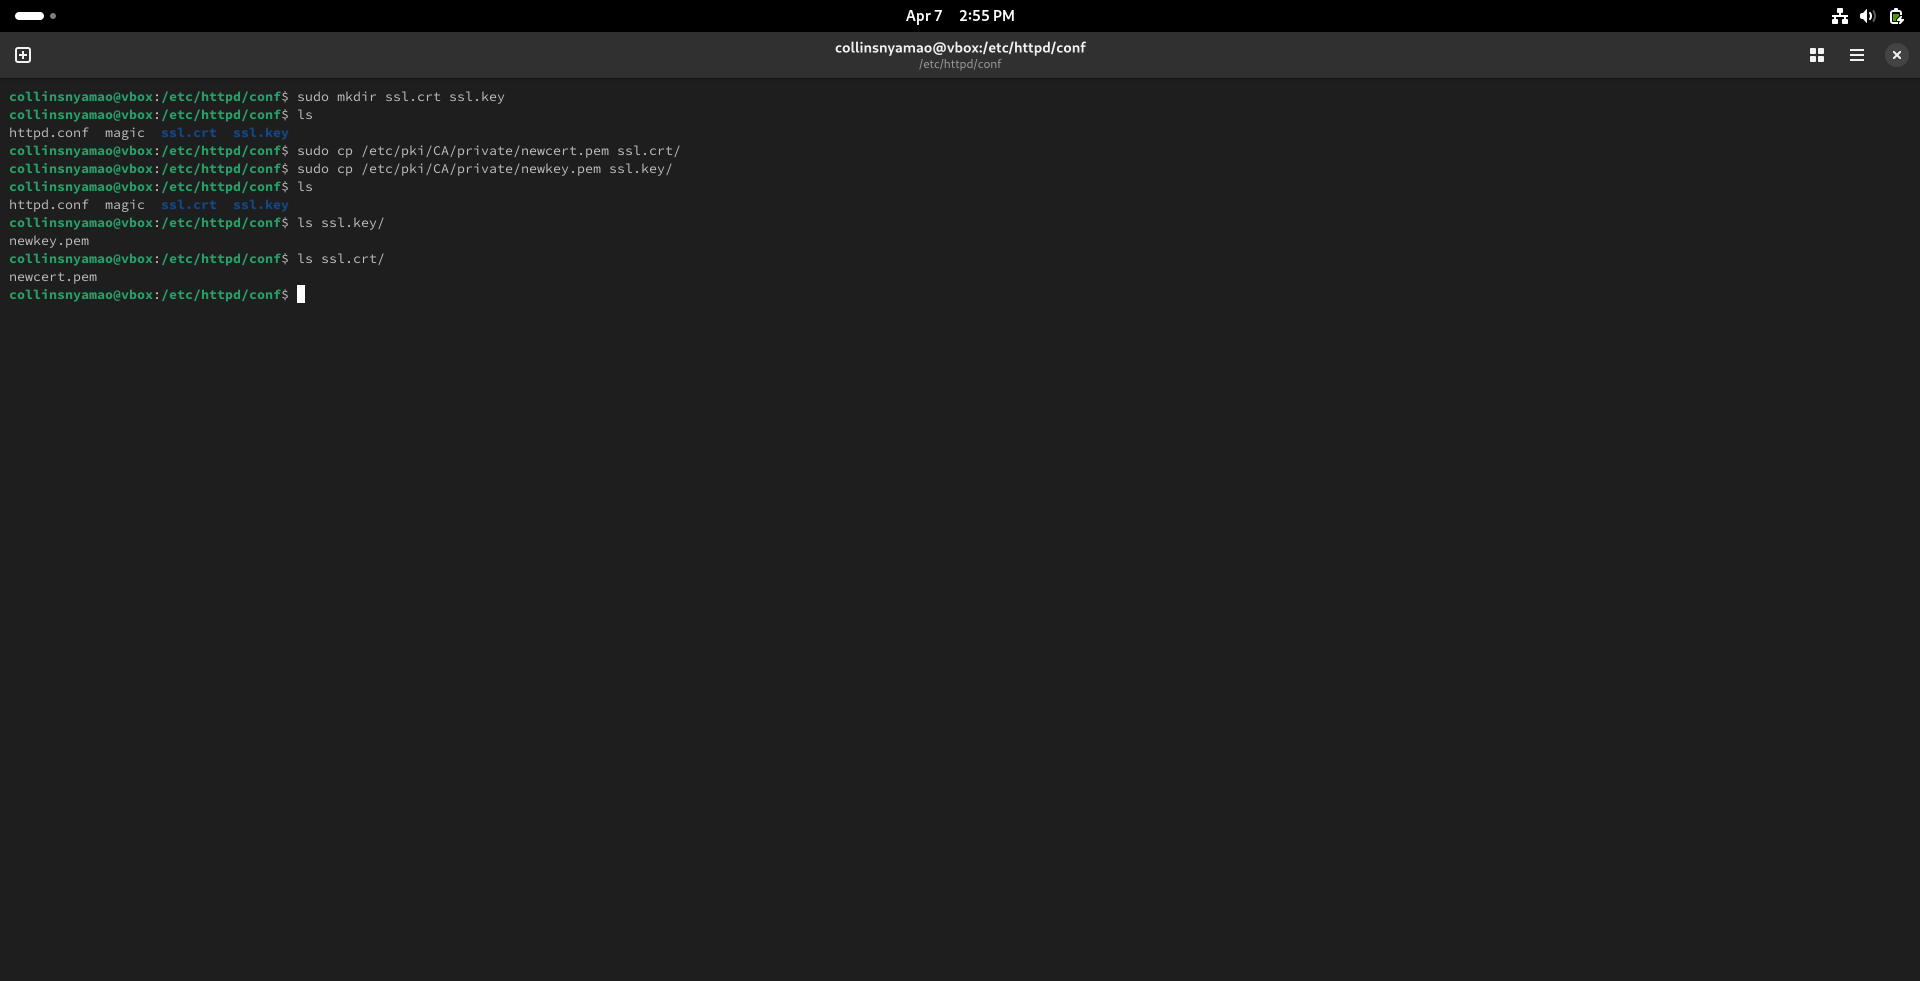 Apr 7 2:55 PM
collinsnyamao@vbox:/etc/httpd/conf
/etc/httpd/conf
collinsnyamao@vbox:/etc/httpd/conf$ sudo mkdir ssl.crt ssl.key
collinsnyamao@vbox:/etc/httpd/conf$ ls
httpd.conf  magic  ssl.crt  ssl.key
collinsnyamao@vbox:/etc/httpd/conf$ sudo cp /etc/pki/CA/private/newcert.pem ssl.crt/
collinsnyamao@vbox:/etc/httpd/conf$ sudo cp /etc/pki/CA/private/newkey.pem ssl.key/
collinsnyamao@vbox:/etc/httpd/conf$ ls
httpd.conf  magic  ssl.crt  ssl.key
collinsnyamao@vbox:/etc/httpd/conf$ ls ssl.key/
newkey.pem
collinsnyamao@vbox:/etc/httpd/conf$ ls ssl.crt/
newcert.pem
collinsnyamao@vbox:/etc/httpd/conf$